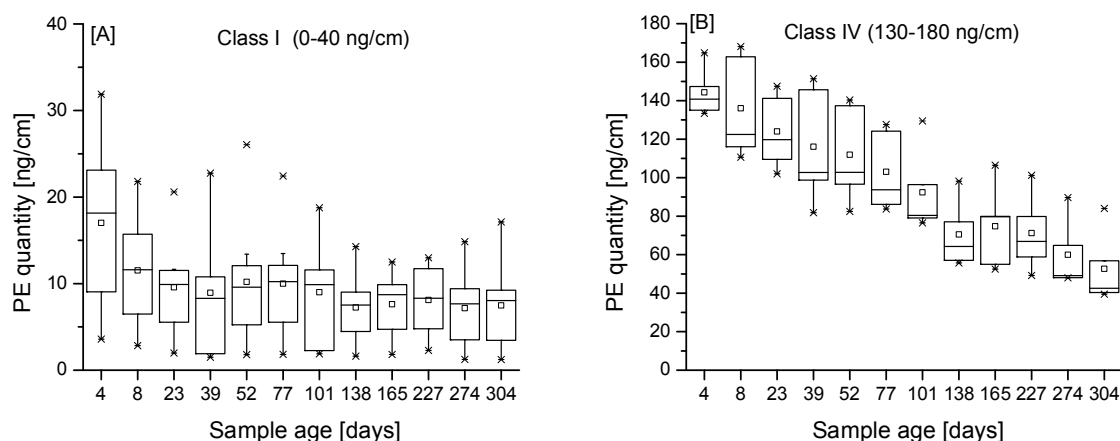 [A]
Class I (0-40 ng/cm)
40
30
20
10
0
PE quantity [ng/cm]
4 8 23 39 52 77 101 138 165 227 274 304
Sample age [days]
[B]
Class IV (130-180 ng/cm)
180
160
140
120
100
80
60
40
20
0
PE quantity [ng/cm]
4 8 23 39 52 77 101 138 165 227 274 304
Sample age [days]